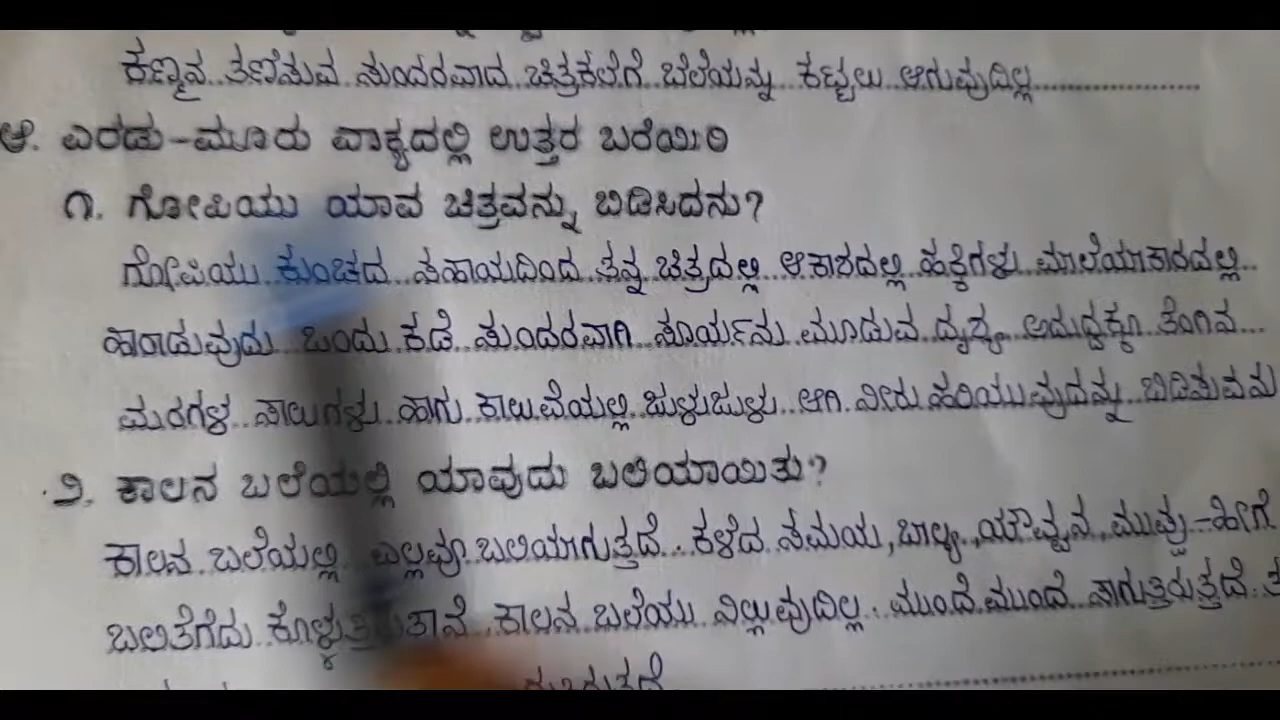 ಕಣ್ಮನ ತಣಿಸುವ ಸುಂದರವಾದ ಚಿತ್ರಕಲೆಗೆ ಬೆಲೆಯನ್ನು ಕಟ್ಟಲು ಆಗುವುದಿಲ್ಲ
ಆ. ಎರಡು-ಮೂರು ವಾಕ್ಯದಲ್ಲಿ ಉತ್ತರ ಬರೆಯಿರಿ
೧. ಗೋಪಿಯು ಯಾವ ಚಿತ್ರವನ್ನು ಬಿಡಿಸಿದನು?
ಗೋಪಿಯು ಕುಂಚದ ಸಹಾಯದಿಂದ ತನ್ನ ಚಿತ್ರದಲ್ಲಿ ಆಕಾಶದಲ್ಲಿ ಹಕ್ಕಿಗಳು ಮಾಲೆಯಾಕಾರದಲ್ಲಿ
ಹಾರಾಡುವುದು ಒಂದು ಕಡೆ ಸುಂದರವಾಗಿ ಸೂರ್ಯನು ಮೂಡುವ ದೃಶ್ಯ ಅದುದ್ದಕ್ಕೂ ತೆಂಗಿನ
ಮರಗಳ ಸಾಲುಗಳು ಹಾಗು ಕಾಲುವೆಯಲ್ಲಿ ಜುಳುಜುಳು ಆಗಿ ನೀರು ಹರಿಯುವುದನ್ನು ಬಿಡಿಸುವನು
೨. ಕಾಲನ ಬಲೆಯಲ್ಲಿ ಯಾವುದು ಬಲಿಯಾಯಿತು?
ಕಾಲನ ಬಲೆಯಲ್ಲಿ ಎಲ್ಲವೂ ಬಲಿಯಾಗುತ್ತದೆ. ಕಳೆದ ಸಮಯ, ಬಾಲ್ಯ, ಯೌವ್ವನ, ಮುಪ್ಪು-ಹೀಗೆ
ಬಲಿತೆಗೆದು ಕೊಳ್ಳುತ್ತಿರುತಾನೆ ಕಾಲನ ಬಲೆಯು ನಿಲ್ಲುವುದಿಲ್ಲ. ಮುಂದೆ ಮುಂದೆ ಸಾಗುತ್ತಿರುತ್ತದೆ